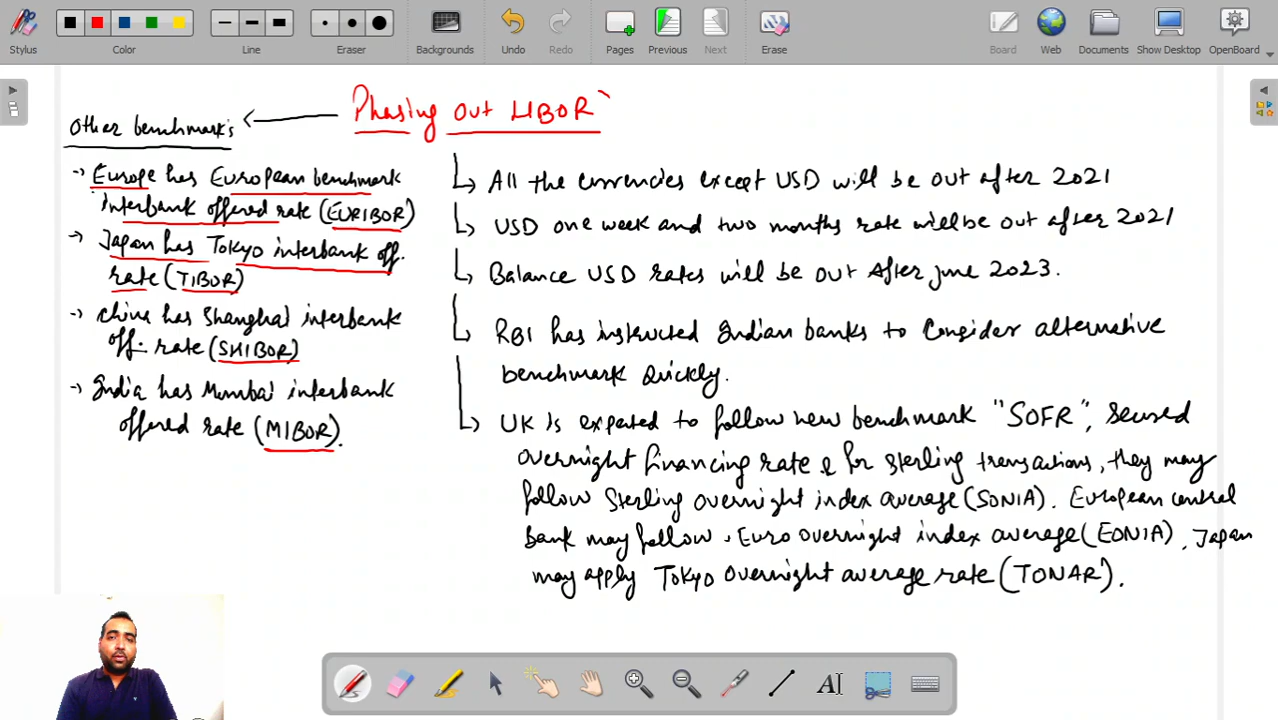 Stylus
Color
Line
Eraser
Backgrounds
Undo
Redo
Pages
Previous
Next
Erase
Board
Web
Documents
Show Desktop
OpenBoard
Phasing out LIBOR
Other benchmark's
Europe has European benchmark
interbank offered rate (EURIBOR)
Japan has Tokyo interbank off.
rate (TIBOR)
China has Shanghai interbank
off. rate (SHIBOR)
India has Mumbai interbank
offered rate (MIBOR).
All the currencies except USD will be out after 2021
USD one week and two months rate will be out after 2021
Balance USD rates will be out After June 2023.
RBI has instructed Indian banks to Consider alternative
benchmark Quickly.
UK is expected to follow new benchmark "SOFR", secured
overnight financing rate & for sterling transactions, they may
follow Sterling overnight index average (SONIA). European central
bank may follow . Euro overnight index average (EONIA). Japan
may apply Tokyo overnight average rate (TONAR).